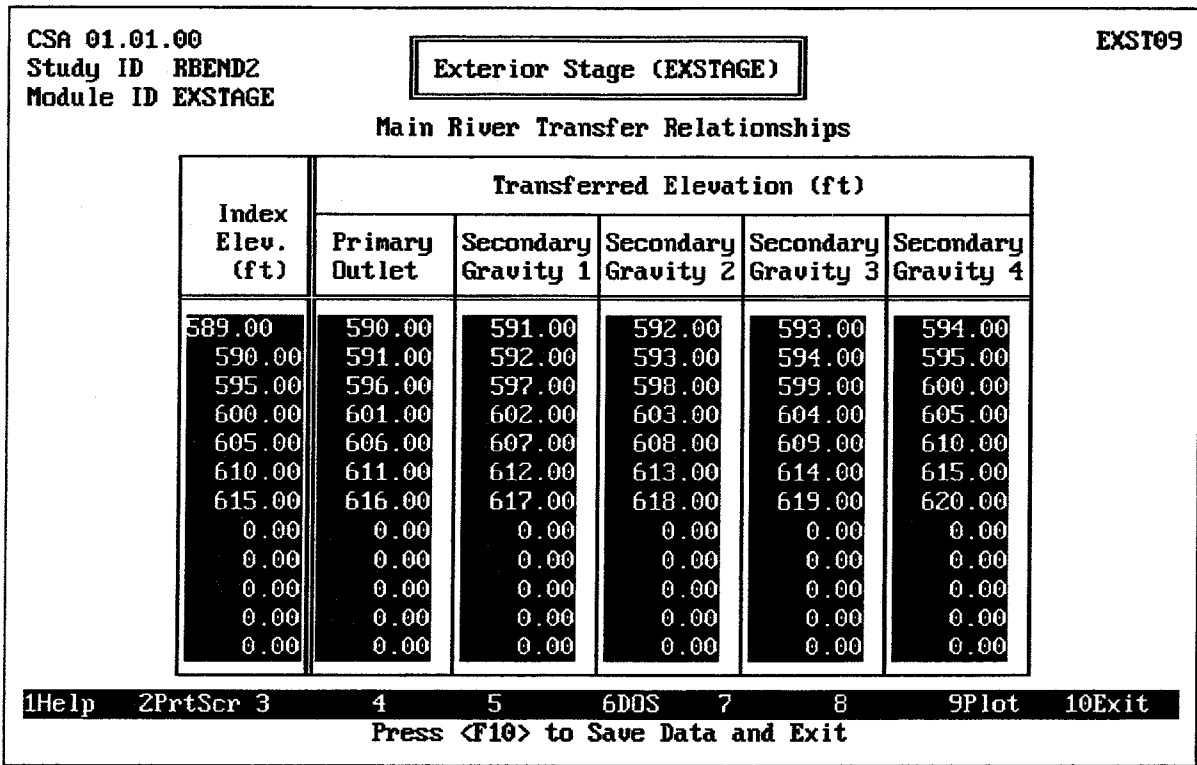 CSA 01.01.00 EXST09
Study ID RBEND2 Exterior Stage (EXSTAGE)
Module ID EXSTAGE
Main River Transfer Relationships
Transferred Elevation (ft)
Index
Elev. Primary Secondary Secondary Secondary Secondary
(ft) Outlet Gravity 1 Gravity 2 Gravity 3 Gravity 4
589.00 590.00 591.00 592.00 593.00 594.00
590.00 591.00 592.00 593.00 594.00 595.00
595.00 596.00 597.00 598.00 599.00 600.00
600.00 601.00 602.00 603.00 604.00 605.00
605.00 606.00 607.00 608.00 609.00 610.00
610.00 611.00 612.00 613.00 614.00 615.00
615.00 616.00 617.00 618.00 619.00 620.00
0.00 0.00 0.00 0.00 0.00 0.00
0.00 0.00 0.00 0.00 0.00 0.00
0.00 0.00 0.00 0.00 0.00 0.00
0.00 0.00 0.00 0.00 0.00 0.00
0.00 0.00 0.00 0.00 0.00 0.00
1Help 2PrtScr 3 4 5 6DOS 7 8 9Plot 10Exit
Press <F10> to Save Data and Exit